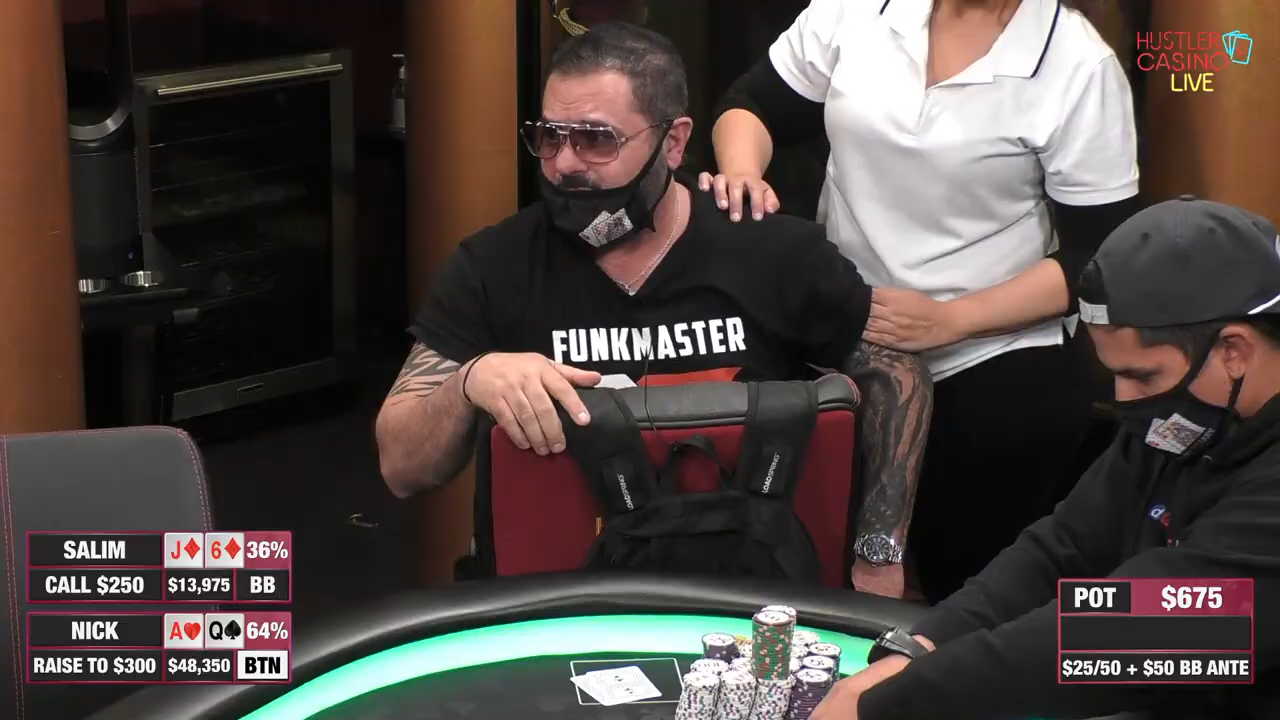 HUSTLER
CASINO
LIVE
FUNKMASTER
SALIM J♦ 6♦ 36%
CALL $250 $13,975 BB
NICK A♥ Q♠ 64%
RAISE TO $300 $48,350 BTN
POT $675
$25/50 + $50 BB ANTE